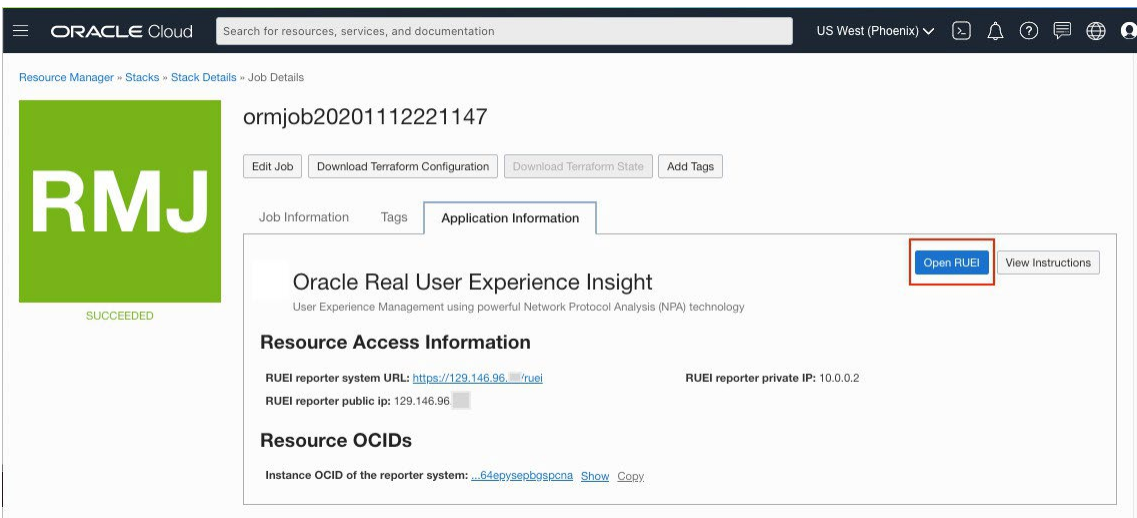 ORACLE Cloud
Search for resources, services, and documentation
US West (Phoenix)
Resource Manager » Stacks » Stack Details » Job Details
RMJ
SUCCEEDED
ormjob20201112221147
Edit Job
Download Terraform Configuration
Download Terraform State
Add Tags
Job Information
Tags
Application Information
Open RUEI
View Instructions
Oracle Real User Experience Insight
User Experience Management using powerful Network Protocol Analysis (NPA) technology
Resource Access Information
RUEI reporter system URL: https://129.146.96. /ruei
RUEI reporter private IP: 10.0.0.2
RUEI reporter public ip: 129.146.96
Resource OCIDs
Instance OCID of the reporter system: ...64epysepbgspcna Show Copy